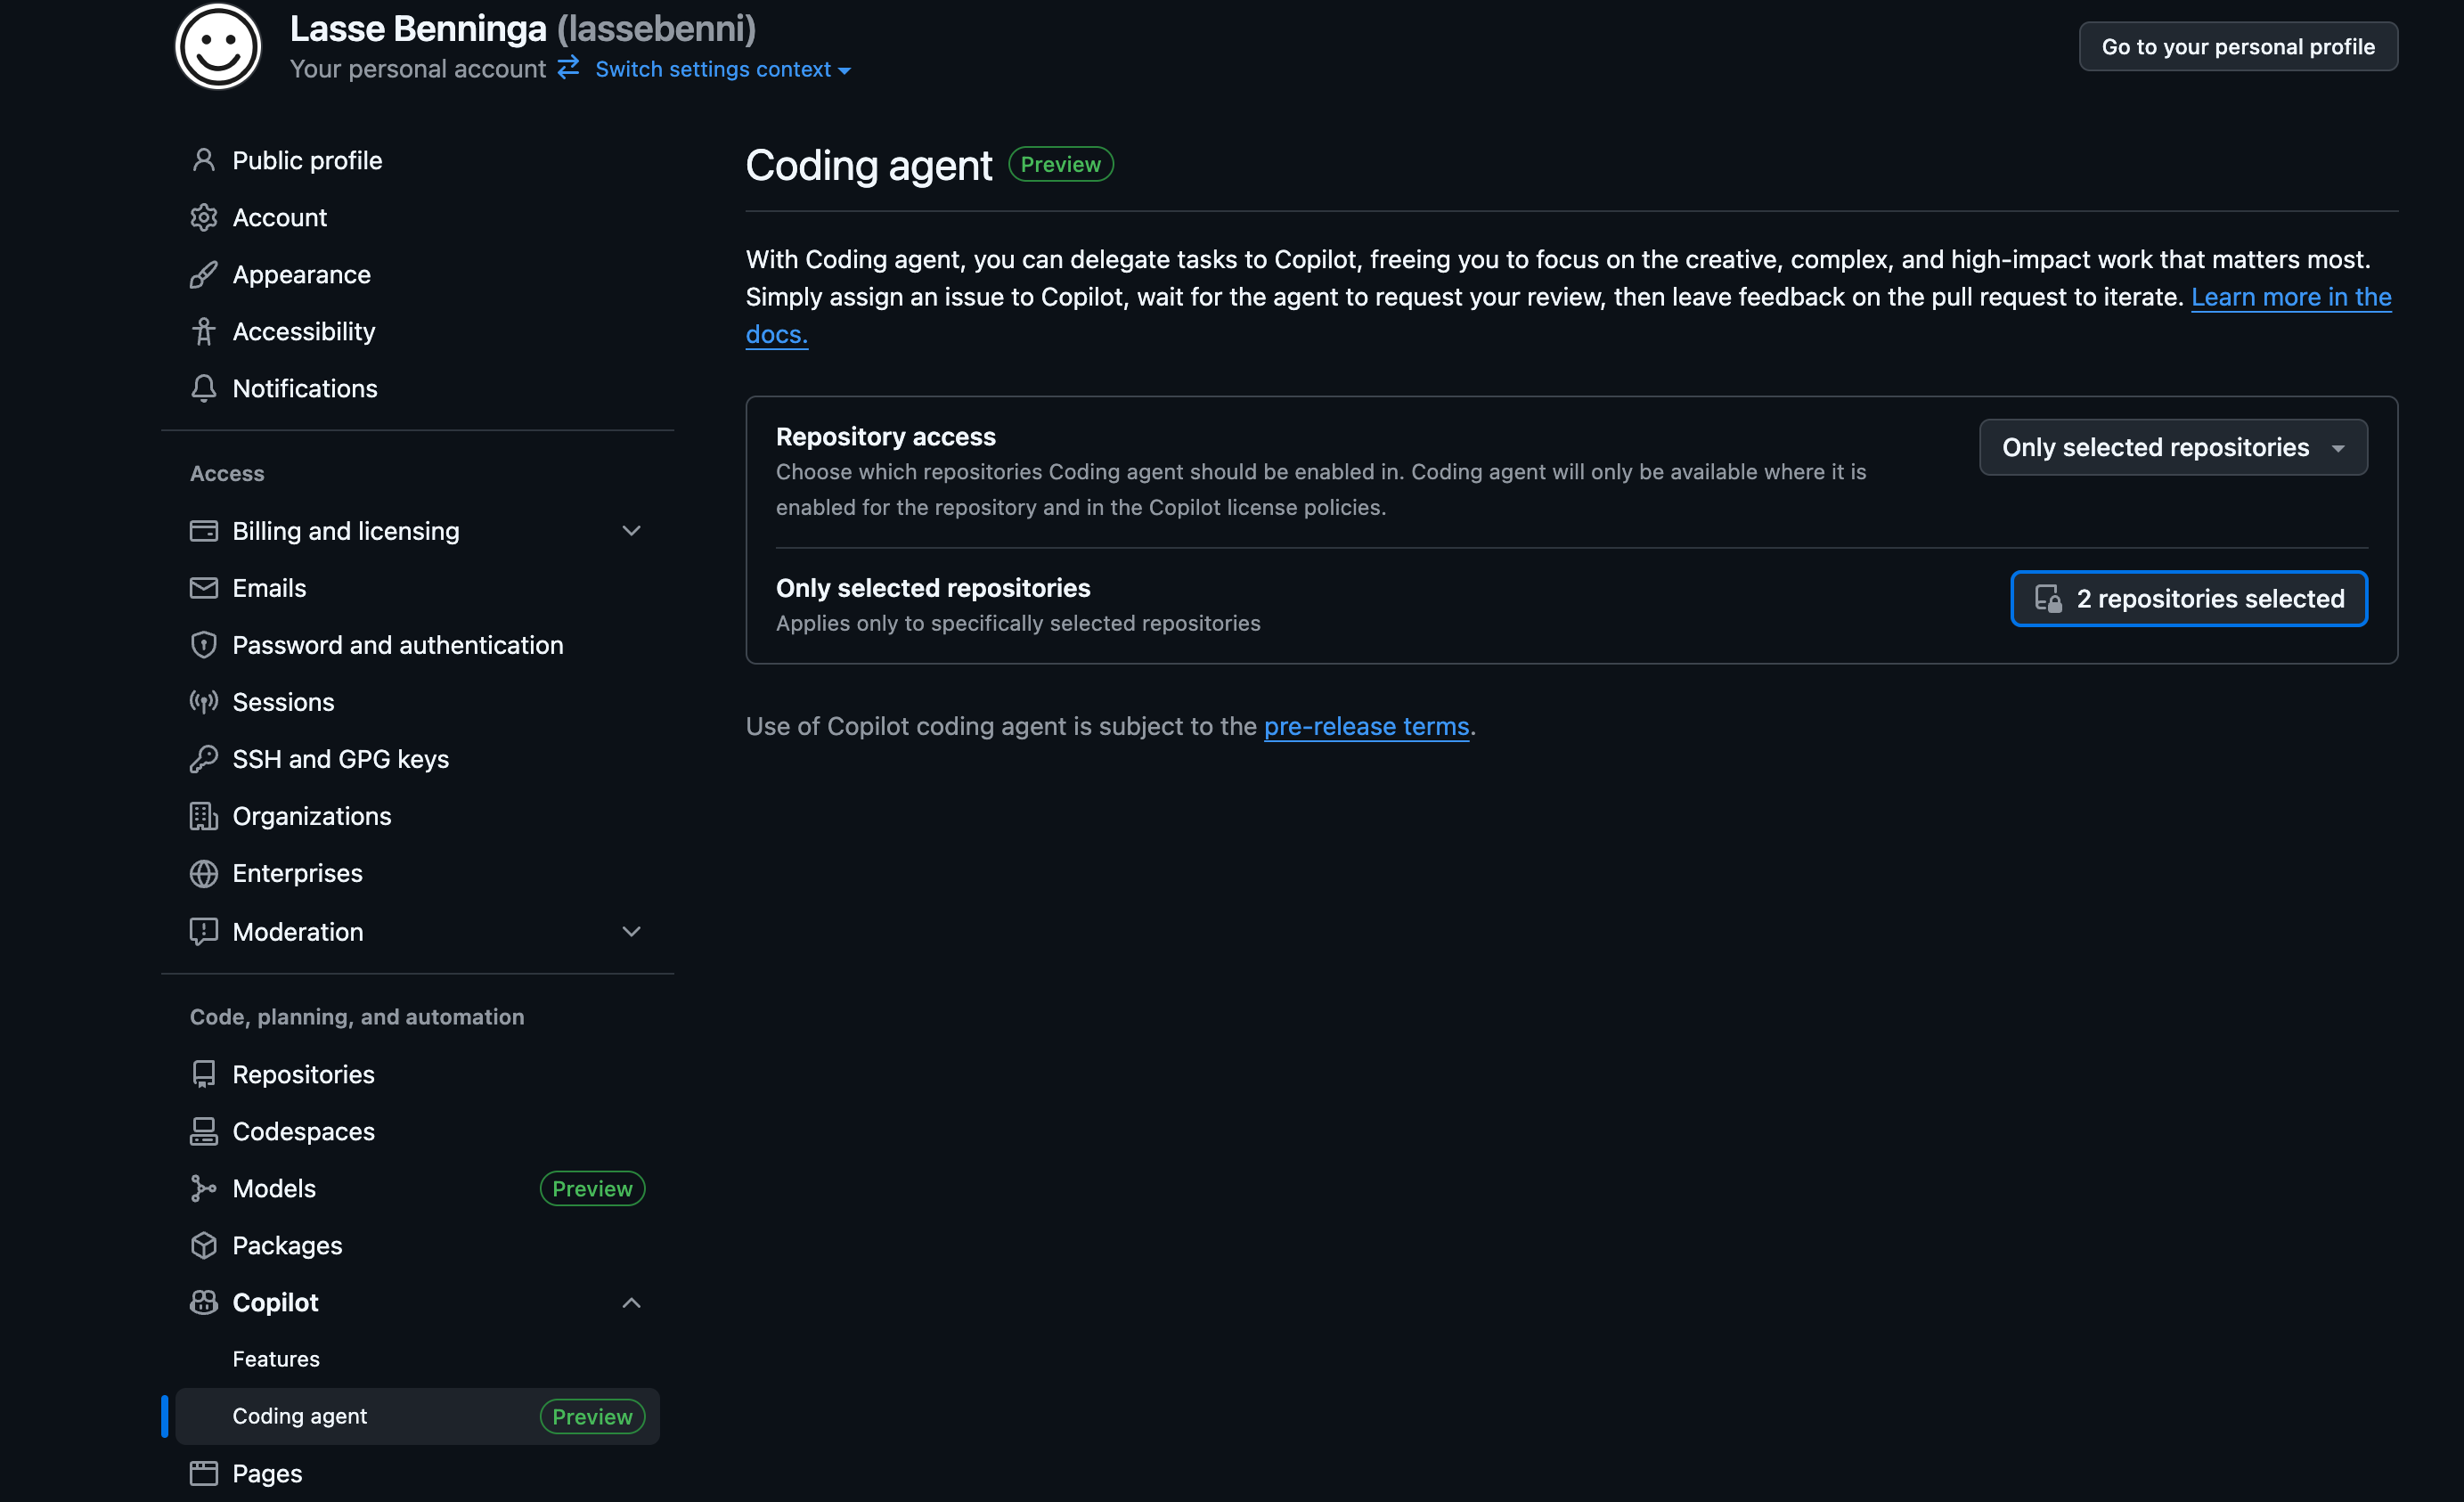 Lasse Benninga (lassebenni)
Your personal account Switch settings context
Go to your personal profile
Public profile
Account
Appearance
Accessibility
Notifications
Access
Billing and licensing
Emails
Password and authentication
Sessions
SSH and GPG keys
Organizations
Enterprises
Moderation
Code, planning, and automation
Repositories
Codespaces
Models Preview
Packages
Copilot
Features
Coding agent Preview
Pages
Coding agent Preview
With Coding agent, you can delegate tasks to Copilot, freeing you to focus on the creative, complex, and high-impact work that matters most.
Simply assign an issue to Copilot, wait for the agent to request your review, then leave feedback on the pull request to iterate. Learn more in the
docs.
Repository access
Choose which repositories Coding agent should be enabled in. Coding agent will only be available where it is
enabled for the repository and in the Copilot license policies.
Only selected repositories
Only selected repositories
Applies only to specifically selected repositories
2 repositories selected
Use of Copilot coding agent is subject to the pre-release terms.